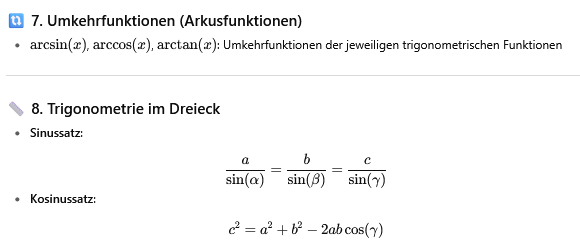 🔃 7. Umkehrfunktionen (Arkusfunktionen)
• arcsin(x), arccos(x), arctan(x): Umkehrfunktionen der jeweiligen trigonometrischen Funktionen
📏 8. Trigonometrie im Dreieck
• Sinussatz:
a/sin(α) = b/sin(β) = c/sin(γ)
• Kosinussatz:
c² = a² + b² − 2ab cos(γ)